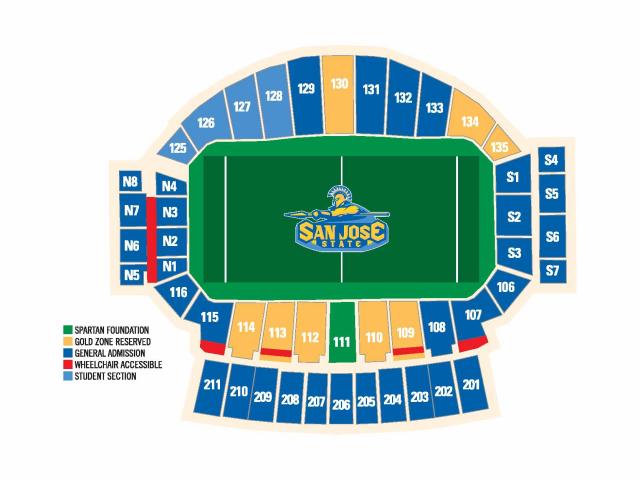 130
129
131
128
132
127
133
126
134
125
135
N8
N4
N7
N3
N6
N2
N5
N1
S1
S4
S2
S5
S3
S6
S7
SAN JOSE
STATE
116
106
115
107
114
113
112
111
110
109
108
SPARTAN FOUNDATION
GOLD ZONE RESERVED
GENERAL ADMISSION
WHEELCHAIR ACCESSIBLE
STUDENT SECTION
211
210
209
208
207
206
205
204
203
202
201